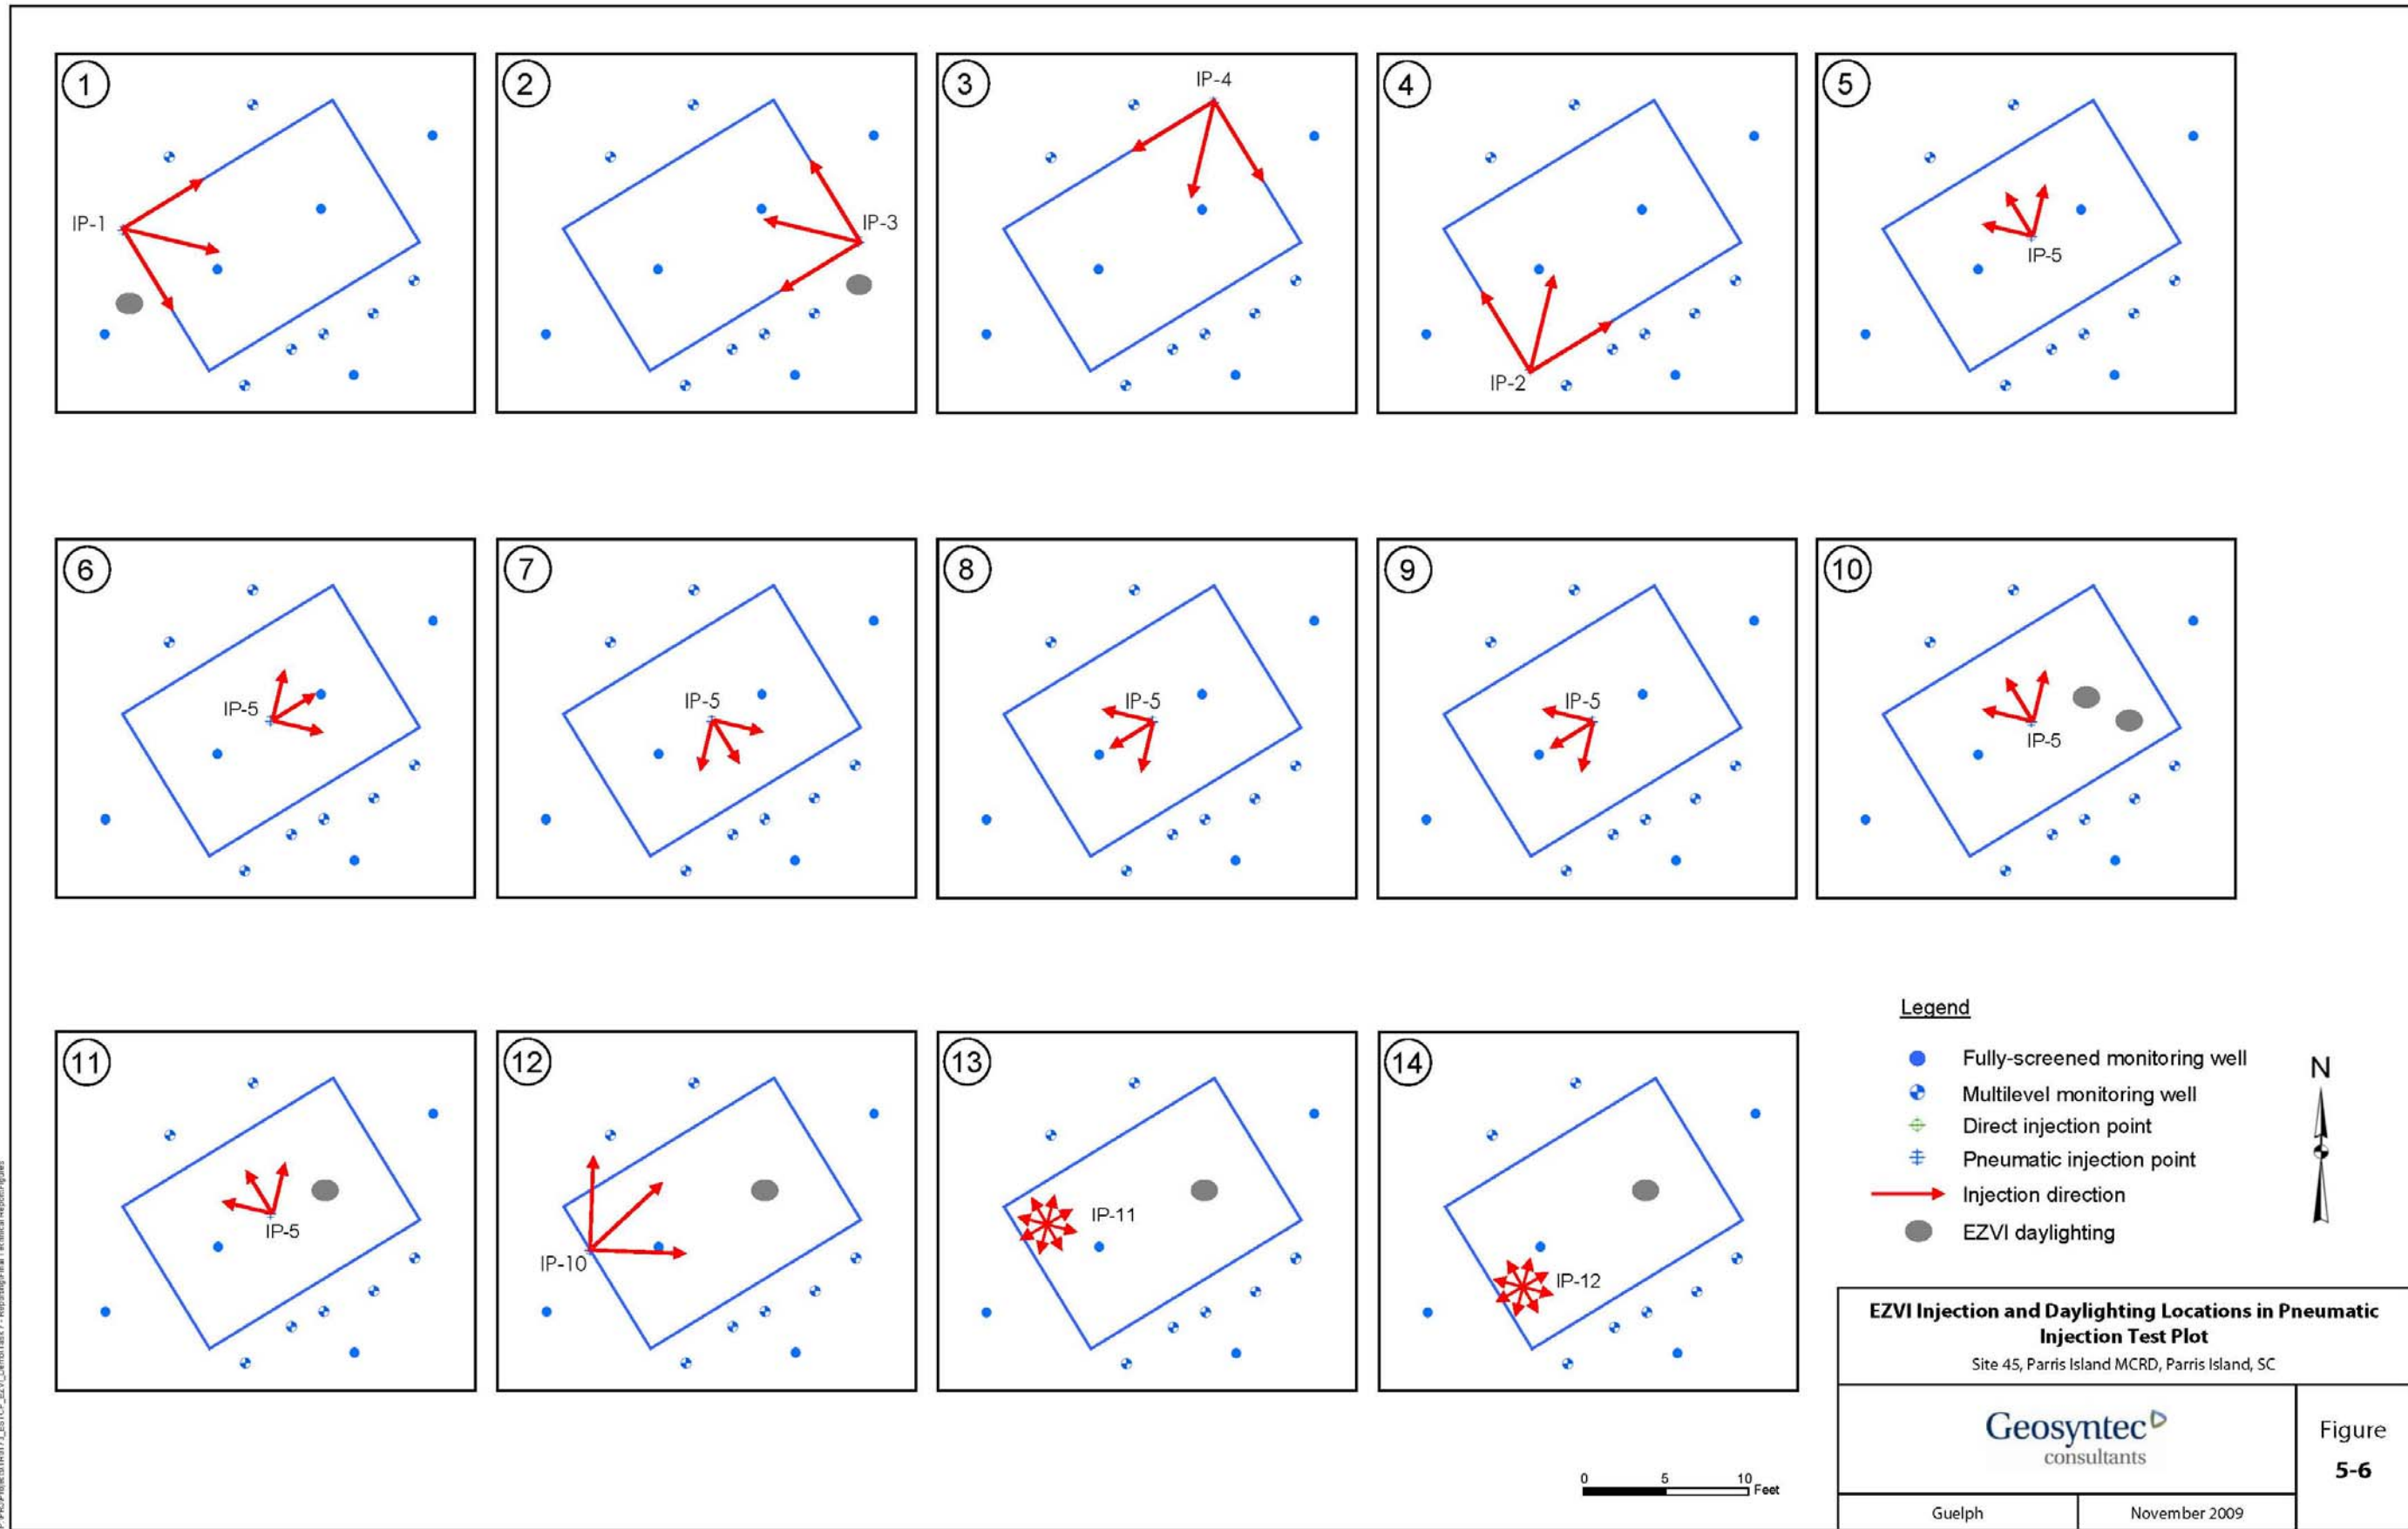 1
2
3
4
5
IP-4
IP-1
IP-3
IP-5
IP-2
6
7
8
9
10
IP-5
IP-5
IP-5
IP-5
IP-5
11
12
13
14
IP-5
IP-10
IP-11
IP-12
Legend
Fully-screened monitoring well
Multilevel monitoring well
Direct injection point
Pneumatic injection point
Injection direction
EZVI daylighting
N
0 5 10
Feet
EZVI Injection and Daylighting Locations in Pneumatic
Injection Test Plot
Site 45, Parris Island MCRD, Parris Island, SC
Geosyntec
consultants
Figure
5-6
Guelph
November 2009